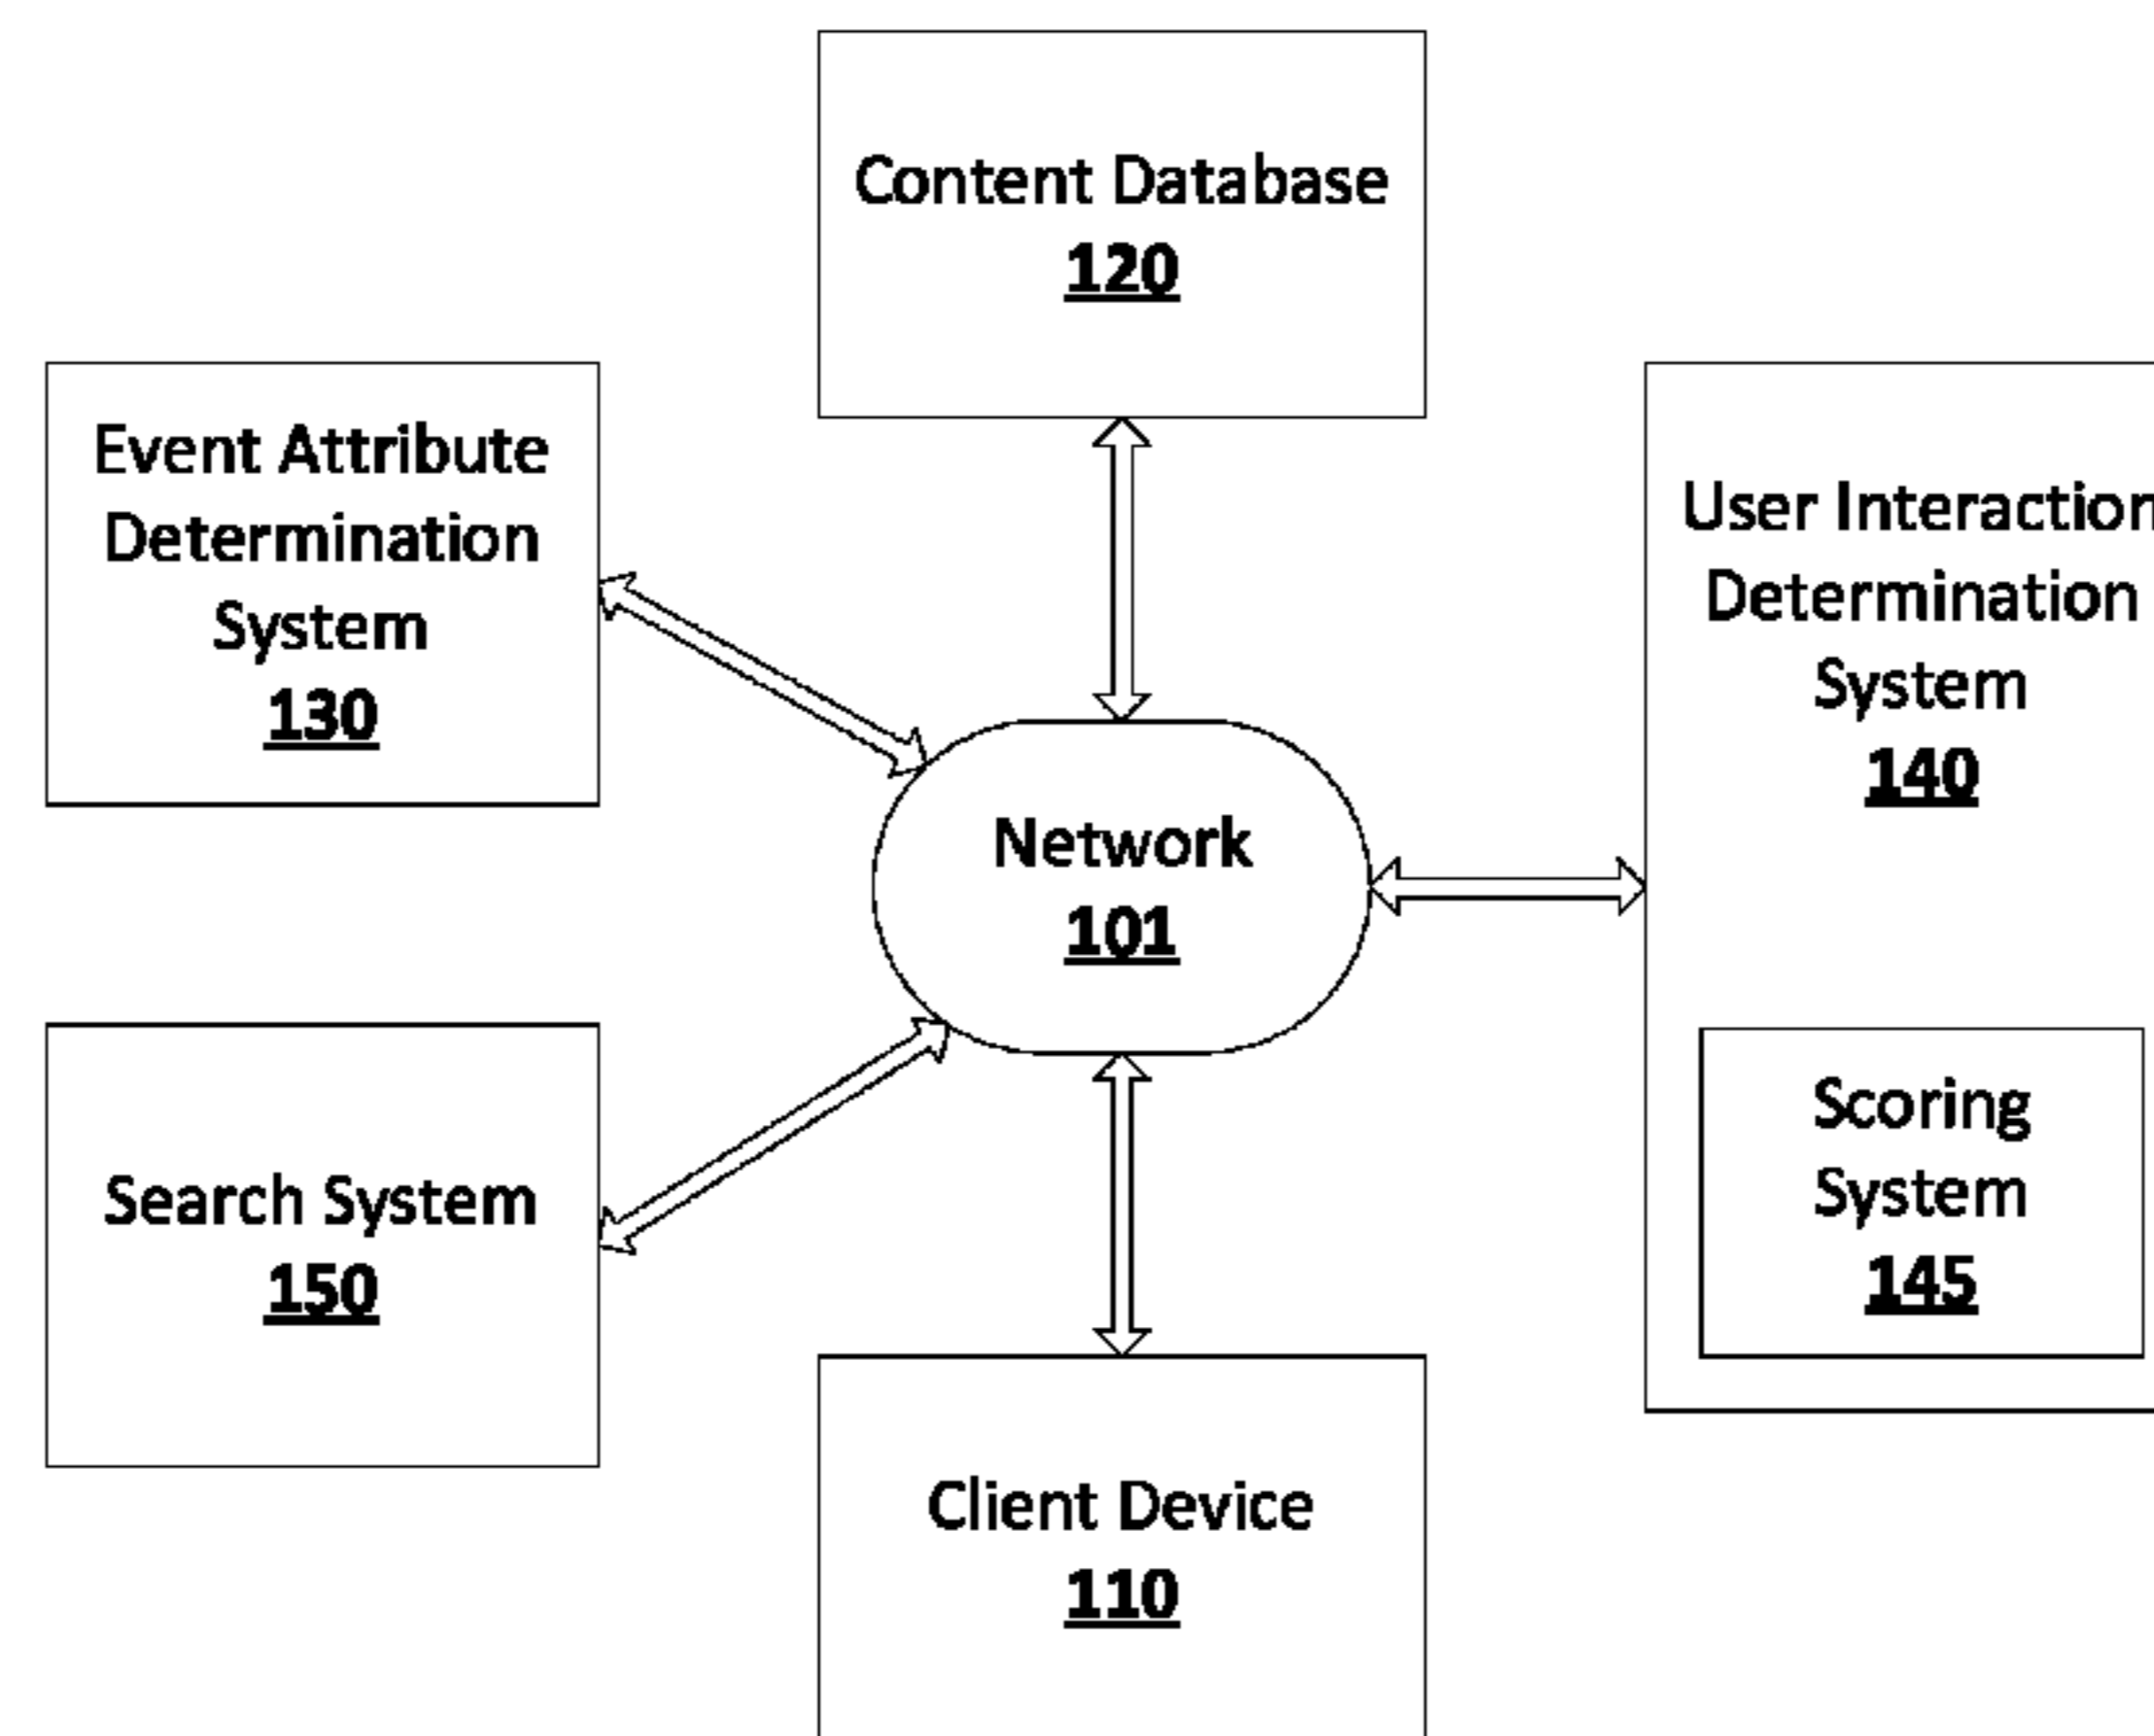 Content Database
120
Event Attribute
Determination
System
130
User Interaction
Determination
System
140
Network
101
Scoring
System
145
Search System
150
Client Device
110